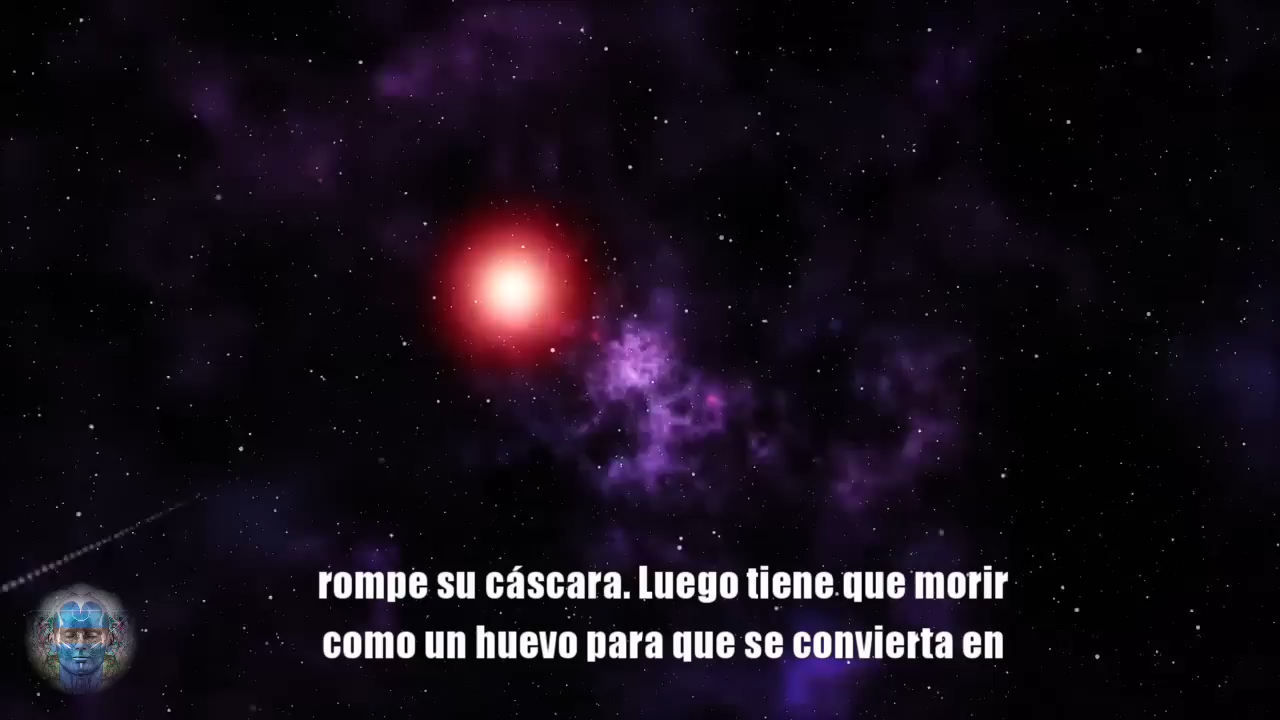 rompe su cáscara. Luego tiene que morir
como un huevo para que se convierta en